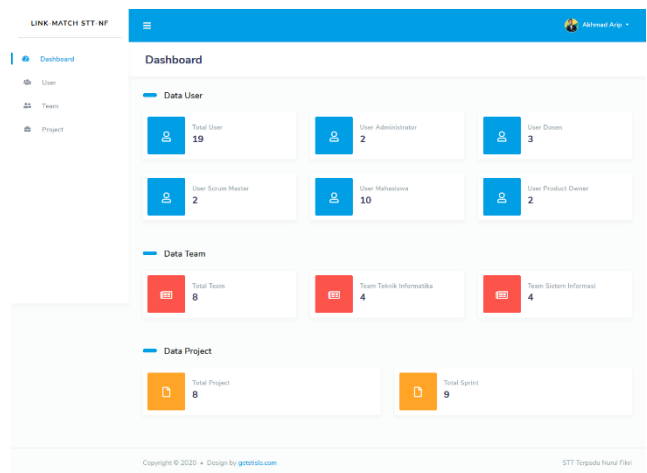 LINK-MATCH STT-NF
Akhmad Arip
Dashboard
User
Team
Project
Dashboard
Data User
Total User
19
User Administrator
2
User Dosen
3
User Scrum Master
2
User Mahasiswa
10
User Product Owner
2
Data Team
Total Team
8
Team Teknik Informatika
4
Team Sistem Informasi
4
Data Project
Total Project
8
Total Sprint
9
Copyright © 2020 • Design by getstisla.com
STT Terpadu Nurul Fikri